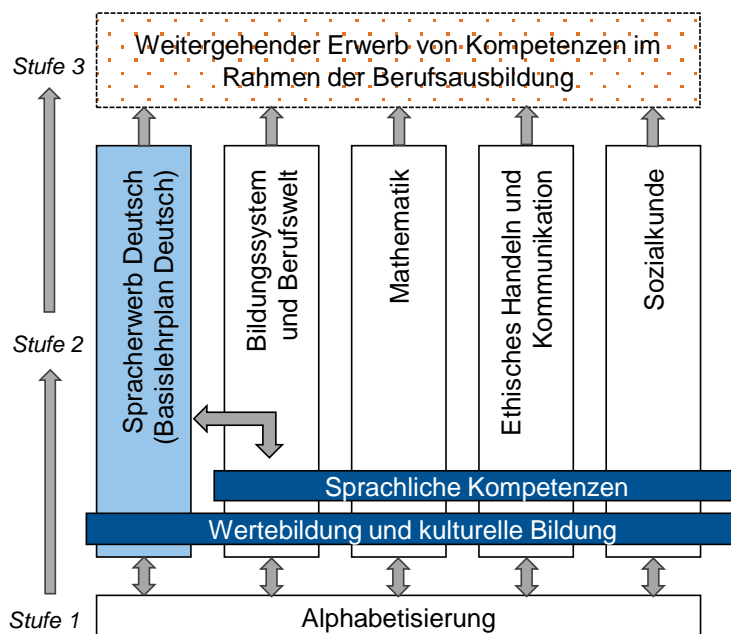 Stufe 3
Weitergehender Erwerb von Kompetenzen im
Rahmen der Berufsausbildung
Spracherwerb Deutsch
(Basislehrplan Deutsch)
Bildungssystem
und Berufswelt
Mathematik
Ethisches Handeln und
Kommunikation
Sozialkunde
Stufe 2
Sprachliche Kompetenzen
Wertebildung und kulturelle Bildung
Stufe 1
Alphabetisierung